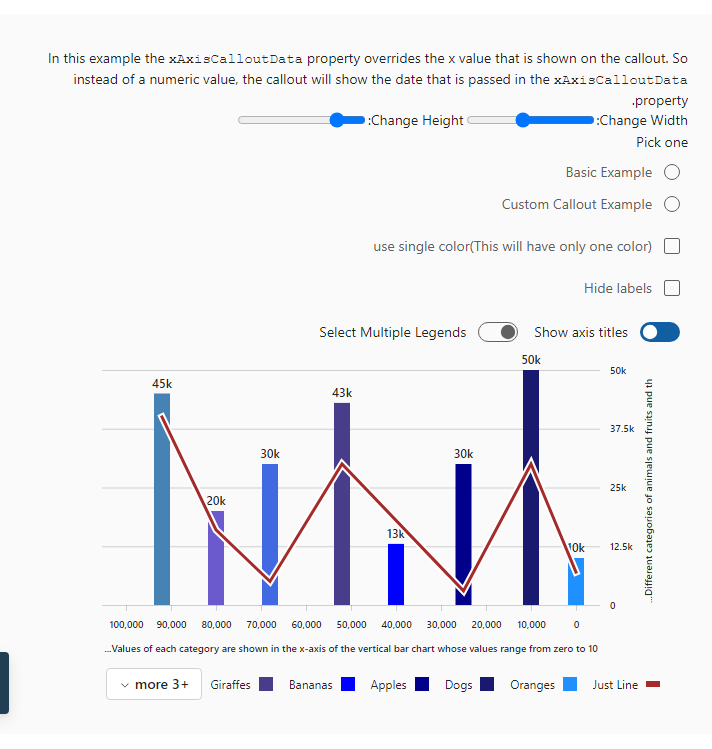 In this example the xAxisCalloutData property overrides the x value that is shown on the callout. So
instead of a numeric value, the callout will show the date that is passed in the xAxisCalloutData
.property
:Change Height :Change Width
Pick one
Basic Example
Custom Callout Example
use single color(This will have only one color)
Hide labels
Select Multiple Legends Show axis titles
50k
45k
43k
30k
30k
20k
13k
10k
50k
37.5k
25k
12.5k
0
...Different categories of animals and fruits and th
100,000 90,000 80,000 70,000 60,000 50,000 40,000 30,000 20,000 10,000 0
...Values of each category are shown in the x-axis of the vertical bar chart whose values range from zero to 10
more 3+ Giraffes Bananas Apples Dogs Oranges Just Line